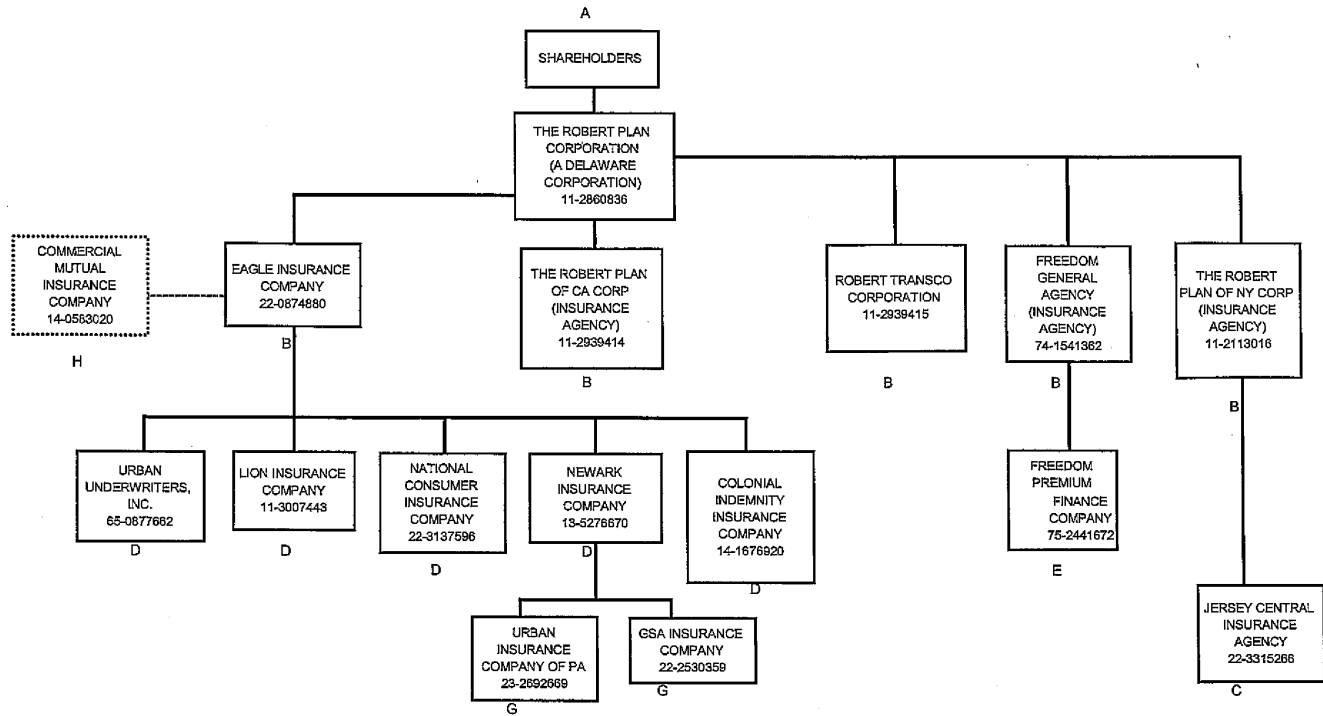 A
SHAREHOLDERS
THE ROBERT PLAN
CORPORATION
(A DELAWARE
CORPORATION)
11-2860836
COMMERCIAL
MUTUAL
INSURANCE
COMPANY
14-0563020
H
EAGLE INSURANCE
COMPANY
22-0874880
B
THE ROBERT PLAN
OF CA CORP
(INSURANCE
AGENCY)
11-2939414
B
ROBERT TRANSCO
CORPORATION
11-2939415
B
FREEDOM
GENERAL
AGENCY
(INSURANCE
AGENCY)
74-1541362
B
THE ROBERT
PLAN OF NY CORP
(INSURANCE
AGENCY)
11-2113016
B
URBAN
UNDERWRITERS,
INC.
65-0877662
D
LION INSURANCE
COMPANY
11-3007443
D
NATIONAL
CONSUMER
INSURANCE
COMPANY
22-3137596
D
NEWARK
INSURANCE
COMPANY
13-5276670
D
COLONIAL
INDEMNITY
INSURANCE
COMPANY
14-1676920
D
FREEDOM
PREMIUM
FINANCE
COMPANY
75-2441672
E
URBAN
INSURANCE
COMPANY OF PA
23-2692669
G
GSA INSURANCE
COMPANY
22-2530359
G
JERSEY CENTRAL
INSURANCE
AGENCY
22-3315266
C